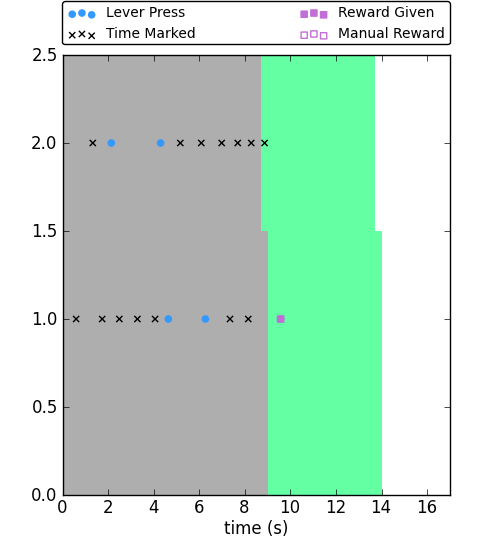 Lever Press
Time Marked
Reward Given
Manual Reward
2.5
2.0
1.5
1.0
0.5
0.0
0 2 4 6 8 10 12 14 16
time (s)